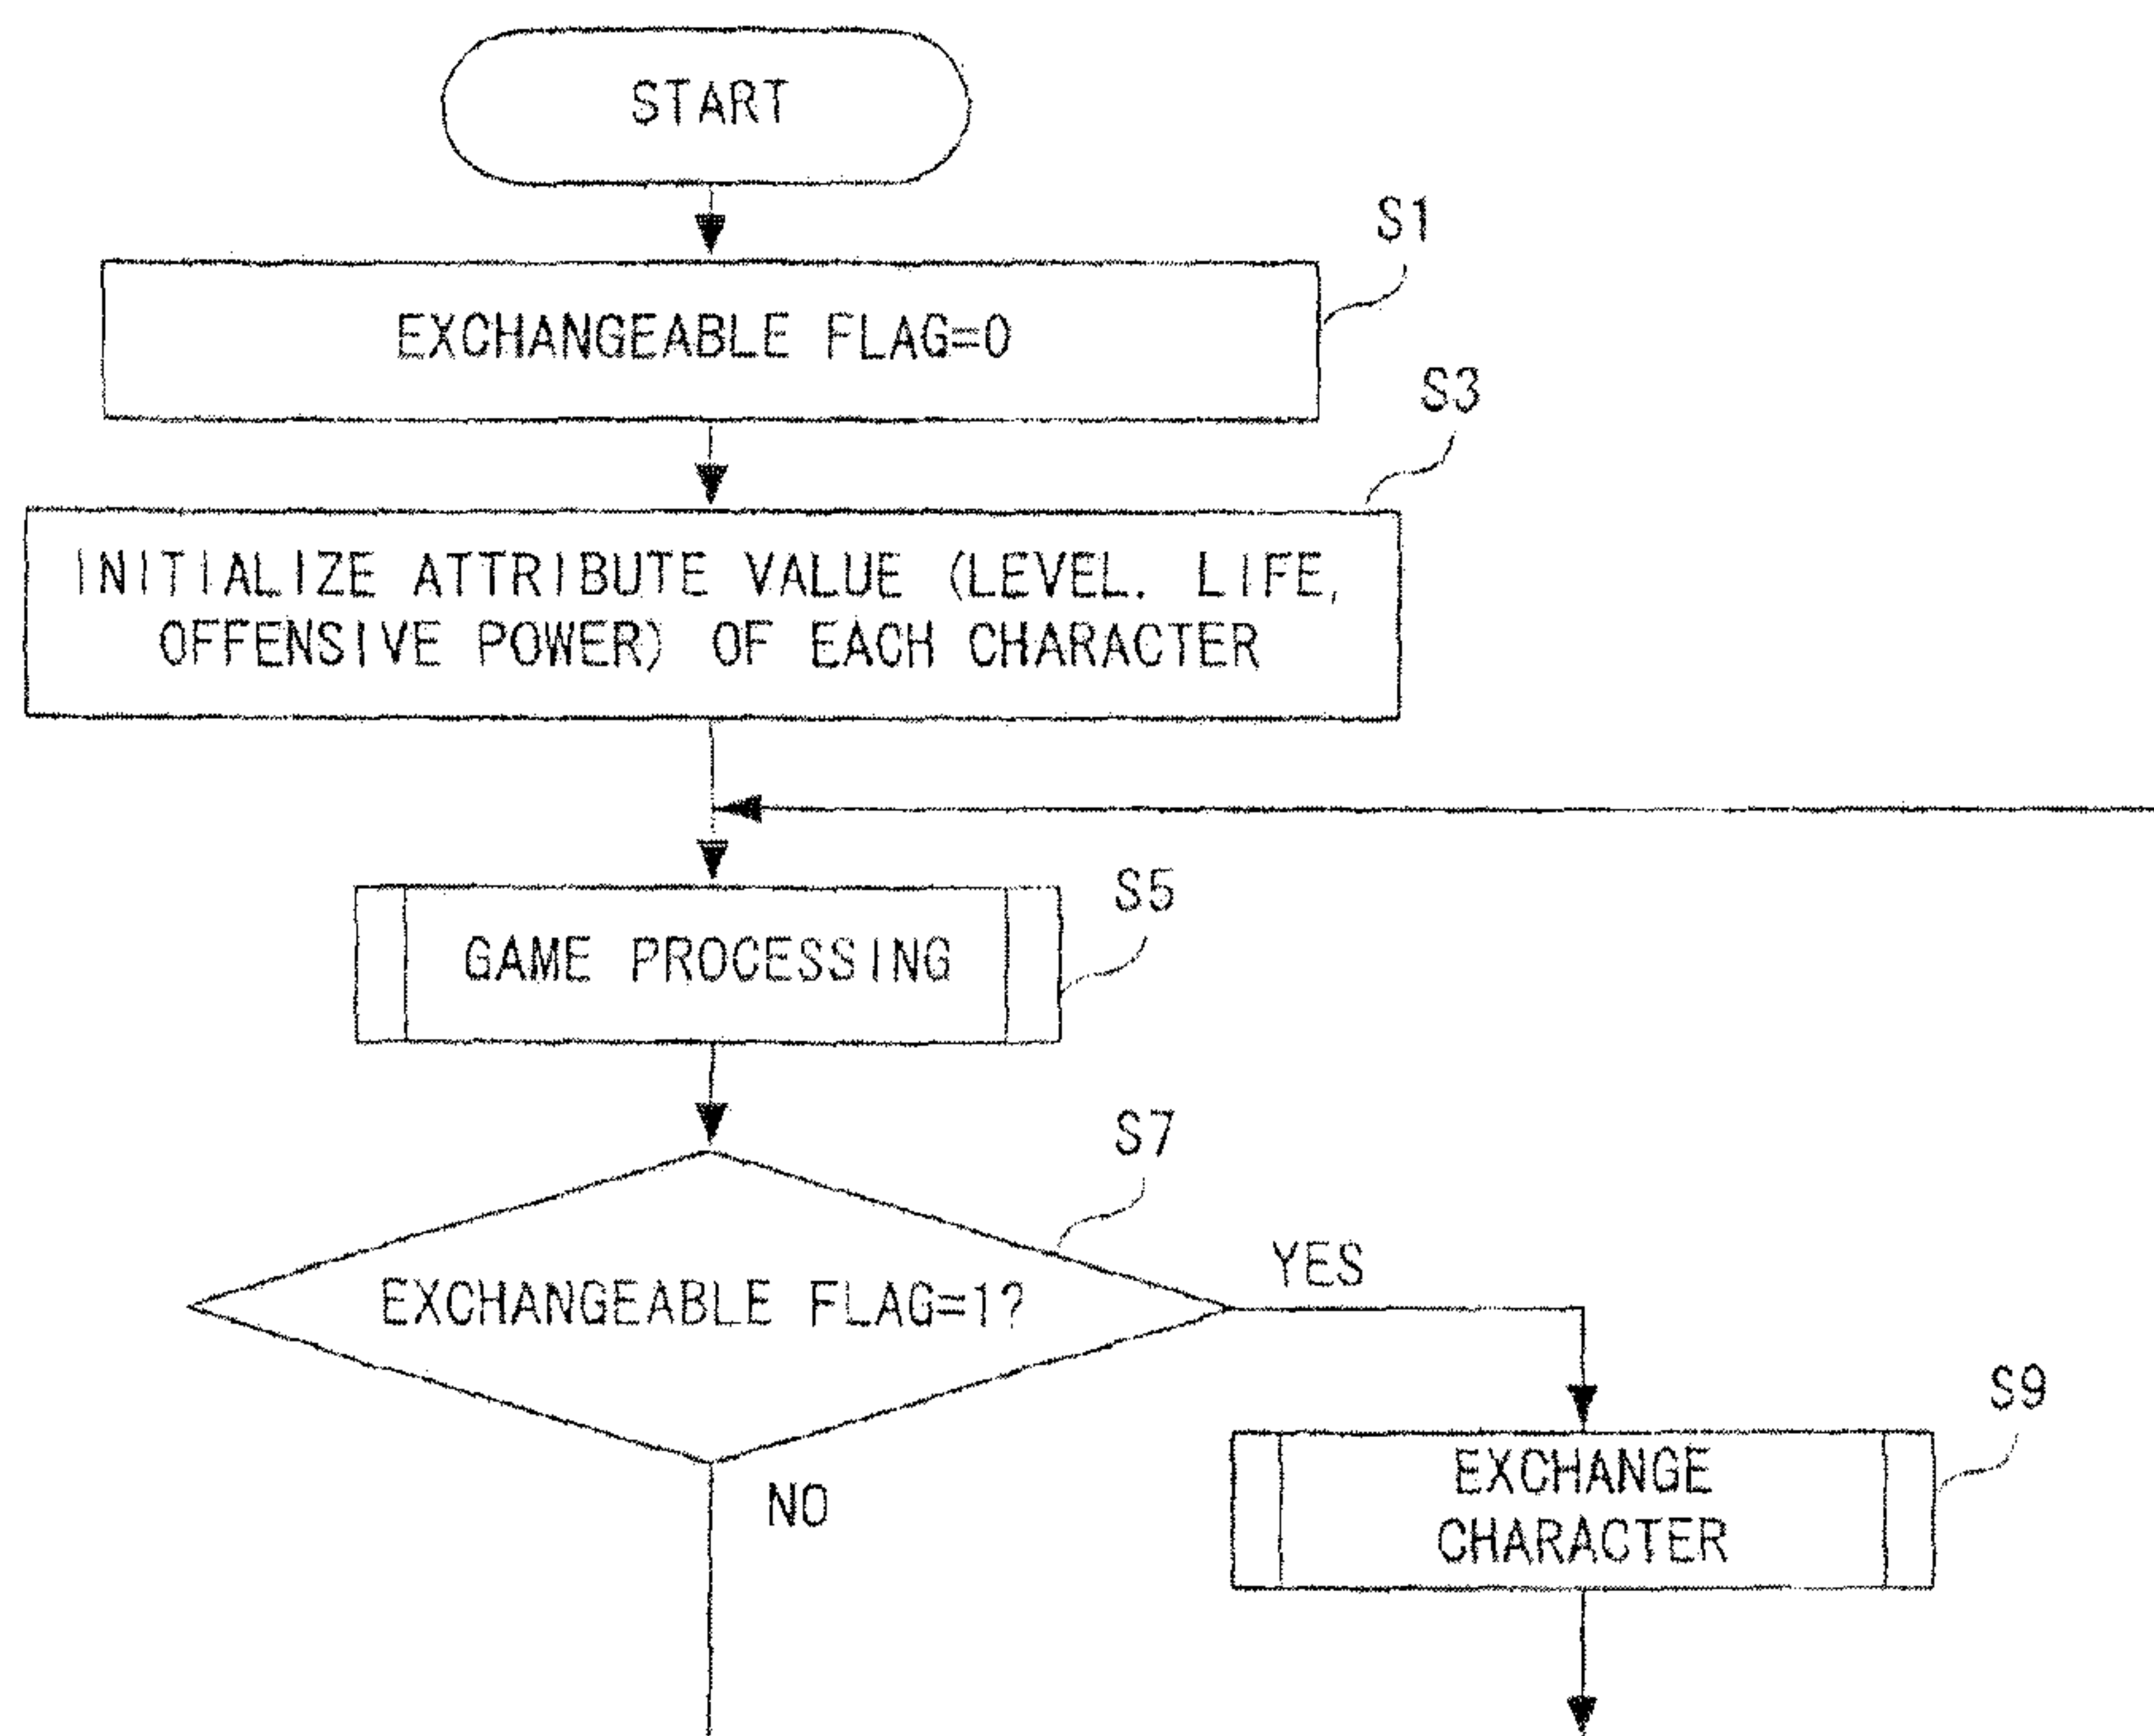 START
S1
EXCHANGEABLE FLAG=0
S3
INITIALIZE ATTRIBUTE VALUE (LEVEL. LIFE,
OFFENSIVE POWER) OF EACH CHARACTER
S5
GAME PROCESSING
S7
EXCHANGEABLE FLAG=1?
YES
NO
S9
EXCHANGE
CHARACTER